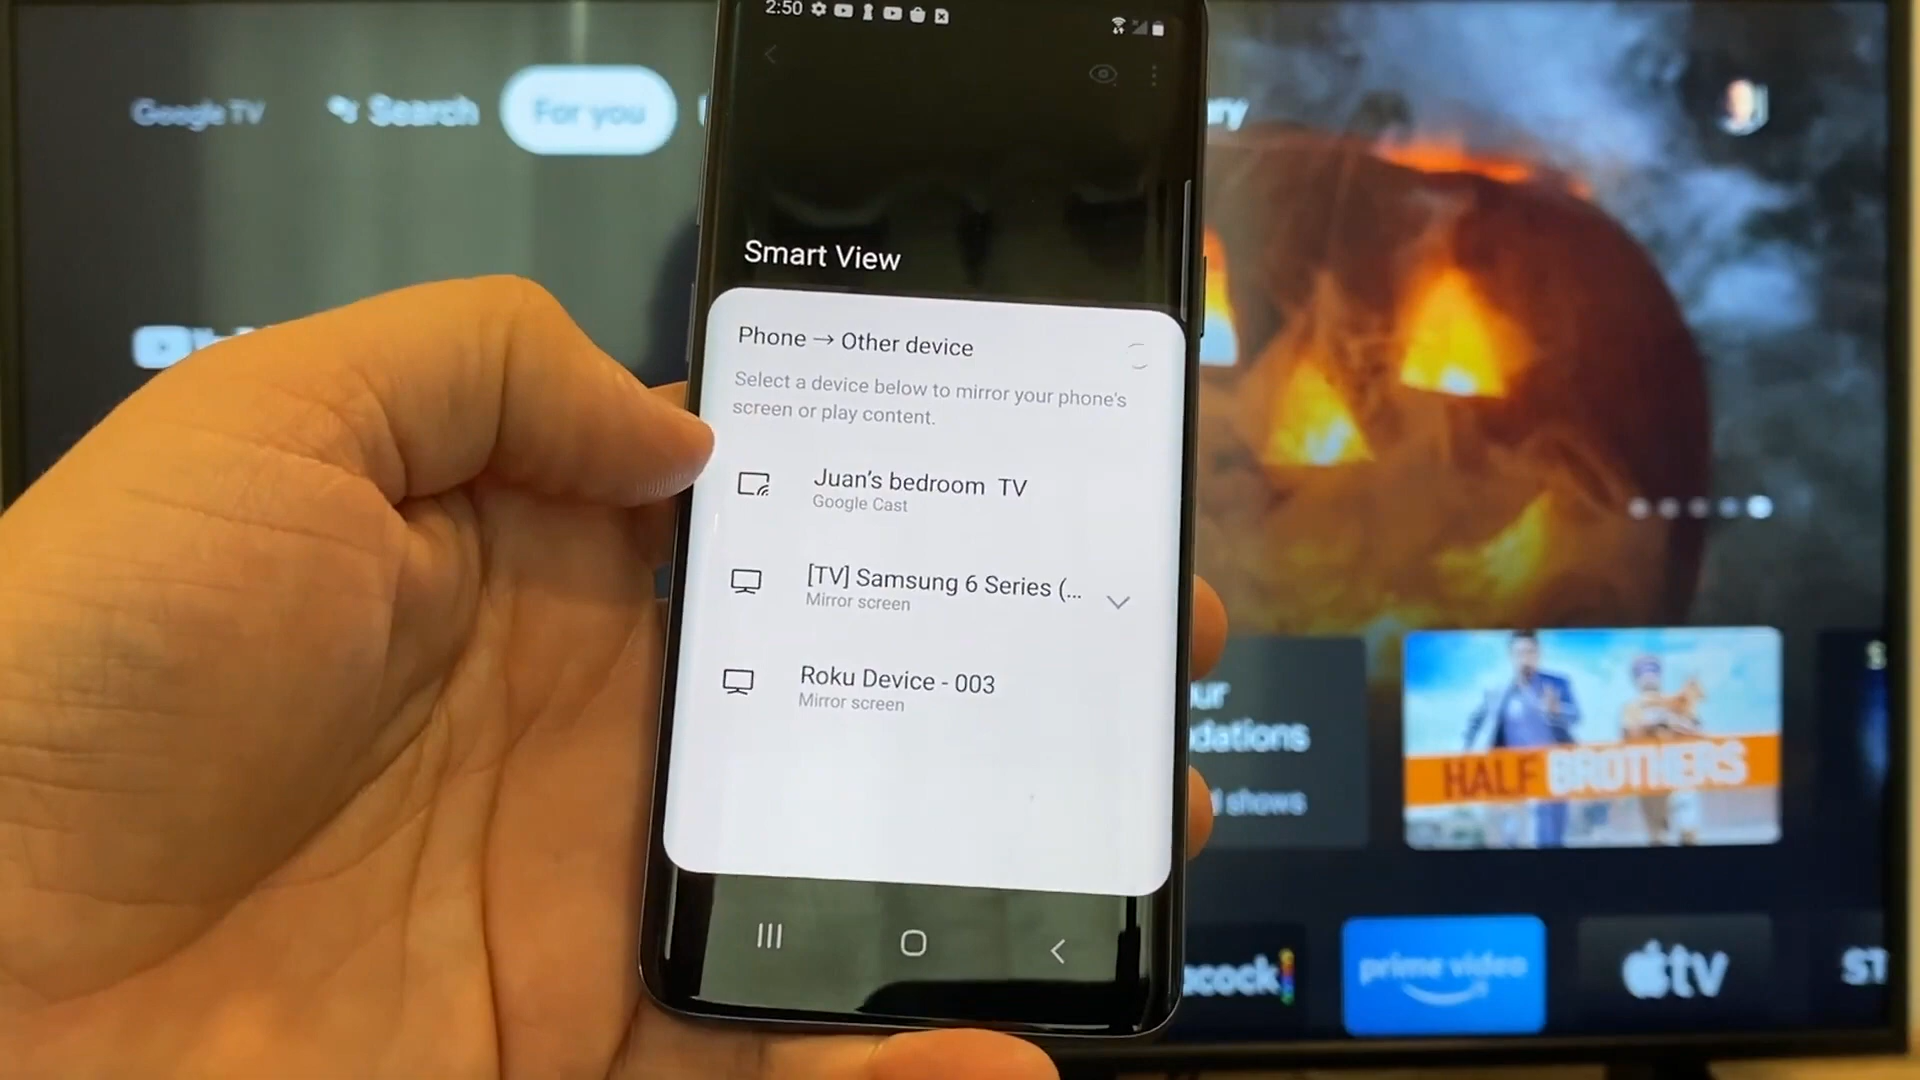 2:50
Google TV
Search
For you
Smart View
Phone → Other device
Select a device below to mirror your phone's
screen or play content.
Juan's bedroom TV
Google Cast
[TV] Samsung 6 Series (...
Mirror screen
Roku Device - 003
Mirror screen
dations
shows
HALF BROTHERS
cock
prime video
tv
ST